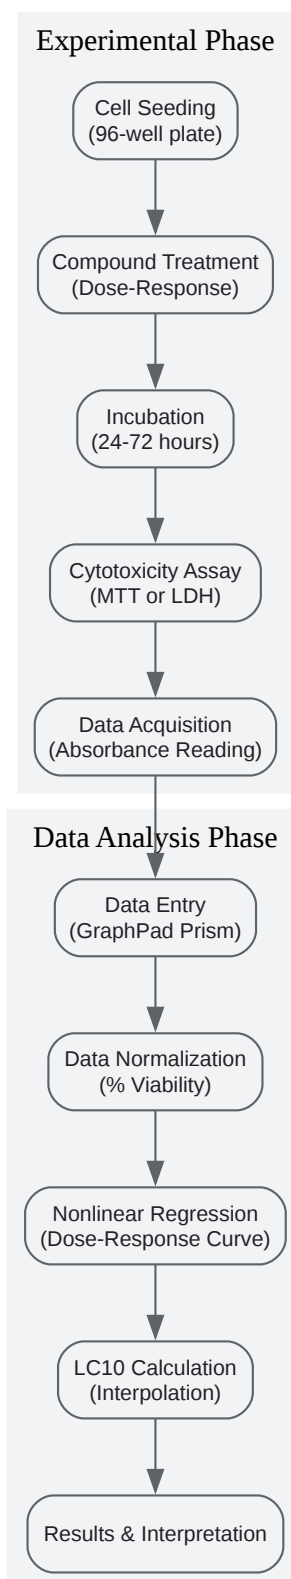 Experimental Phase
Cell Seeding
(96-well plate)
Compound Treatment
(Dose-Response)
Incubation
(24-72 hours)
Cytotoxicity Assay
(MTT or LDH)
Data Acquisition
(Absorbance Reading)
Data Analysis Phase
Data Entry
(GraphPad Prism)
Data Normalization
(% Viability)
Nonlinear Regression
(Dose-Response Curve)
LC10 Calculation
(Interpolation)
Results & Interpretation